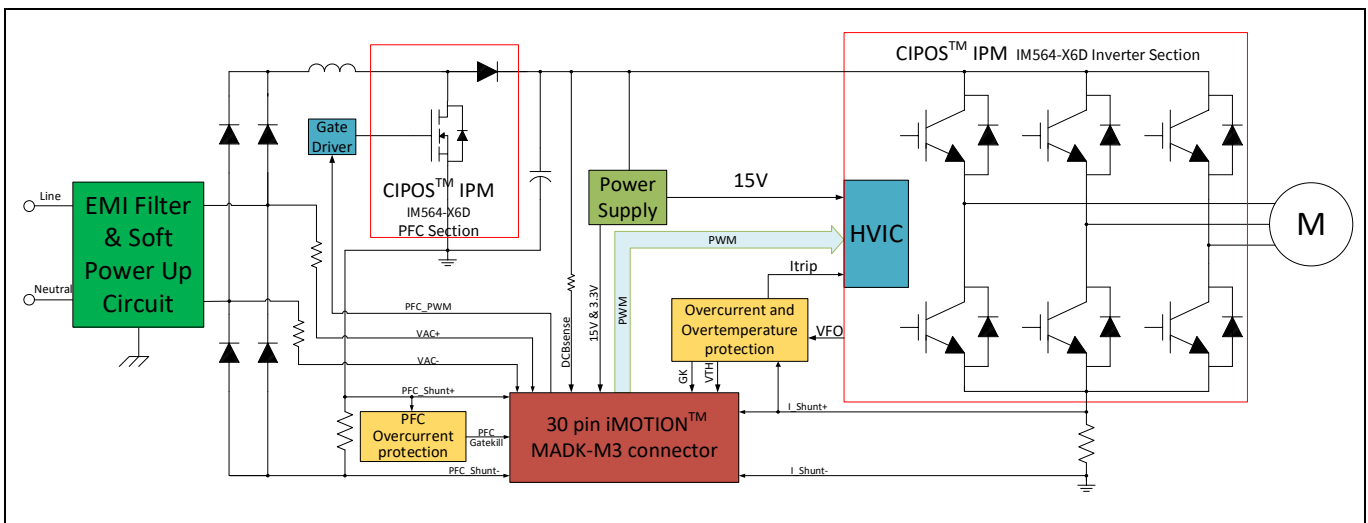 CIPOS™ IPM IM564-X6D Inverter Section
Gate
Driver
CIPOS™ IPM
IM564-X6D
PFC Section
Line
Neutral
EMI Filter
& Soft
Power Up
Circuit
Power
Supply
15V
HVIC
M
PWM
Itrip
PFC_PWM
VAC+
VAC-
DCBsense
15V & 3.3V
PWM
Overcurrent and
Overtemperature
protection
VFO
GK
VTH
PFC_Shunt+
PFC
Overcurrent
protection
PFC
Gatekill
PFC_Shunt-
30 pin iMOTION™
MADK-M3 connector
I_Shunt+
I_Shunt-